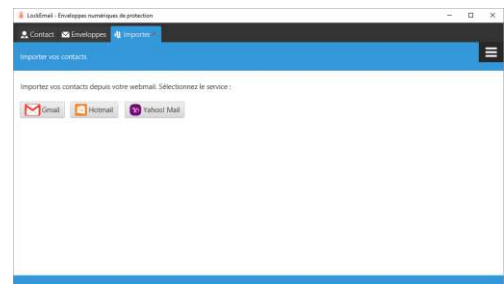 LockEmail - Enveloppes numériques de protection
Contact Enveloppes Importer
Importer vos contacts
Importez vos contacts depuis votre webmail. Sélectionnez le service :
Gmail Hotmail Yahoo! Mail